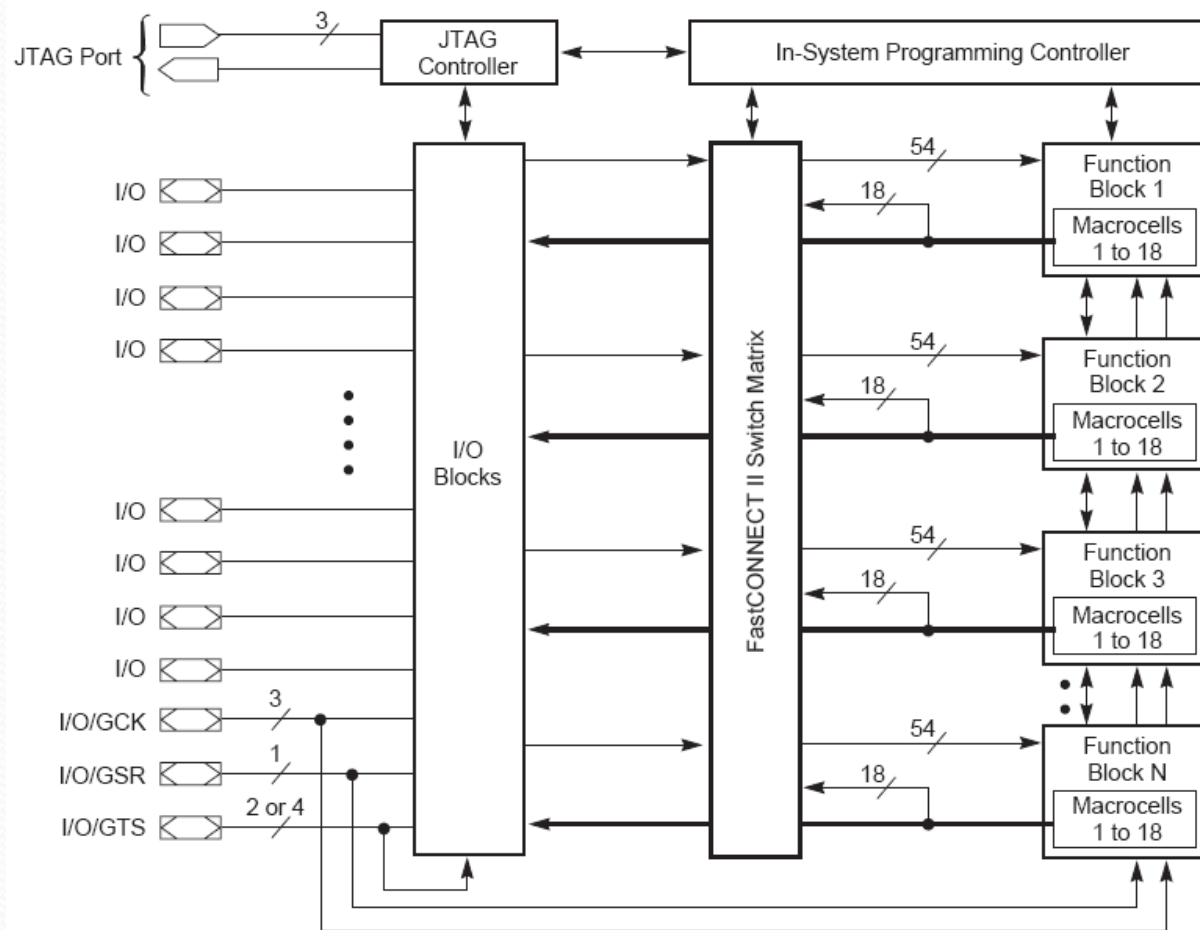 JTAG Port
3
JTAG
Controller
In-System Programming Controller
I/O
I/O
I/O
I/O
I/O
I/O
I/O
I/O
I/O/GCK
3
I/O/GSR
1
I/O/GTS
2 or 4
I/O
Blocks
FastCONNECT II Switch Matrix
54
18
Function
Block 1
Macrocells
1 to 18
54
18
Function
Block 2
Macrocells
1 to 18
54
18
Function
Block 3
Macrocells
1 to 18
54
18
Function
Block N
Macrocells
1 to 18